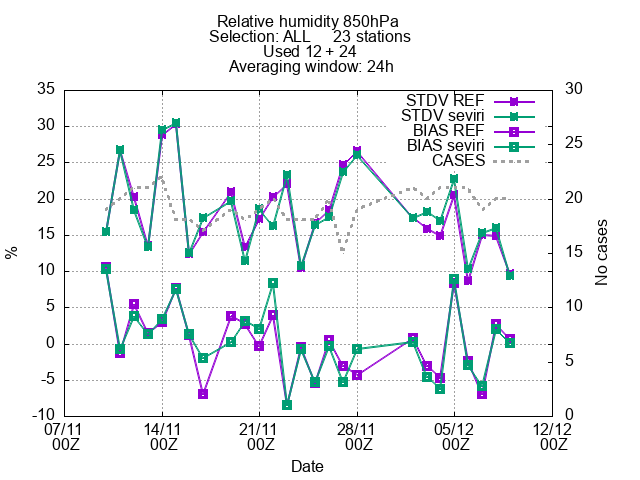 Relative humidity 850hPa
Selection: ALL 23 stations
Used 12 + 24
Averaging window: 24h
STDV REF
STDV seviri
BIAS REF
BIAS seviri
CASES
35
30
25
20
15
10
5
0
-5
-10
%
30
25
20
15
10
5
0
No cases
07/11 14/11 21/11 28/11 05/12 12/12
00Z 00Z 00Z 00Z 00Z 00Z
Date